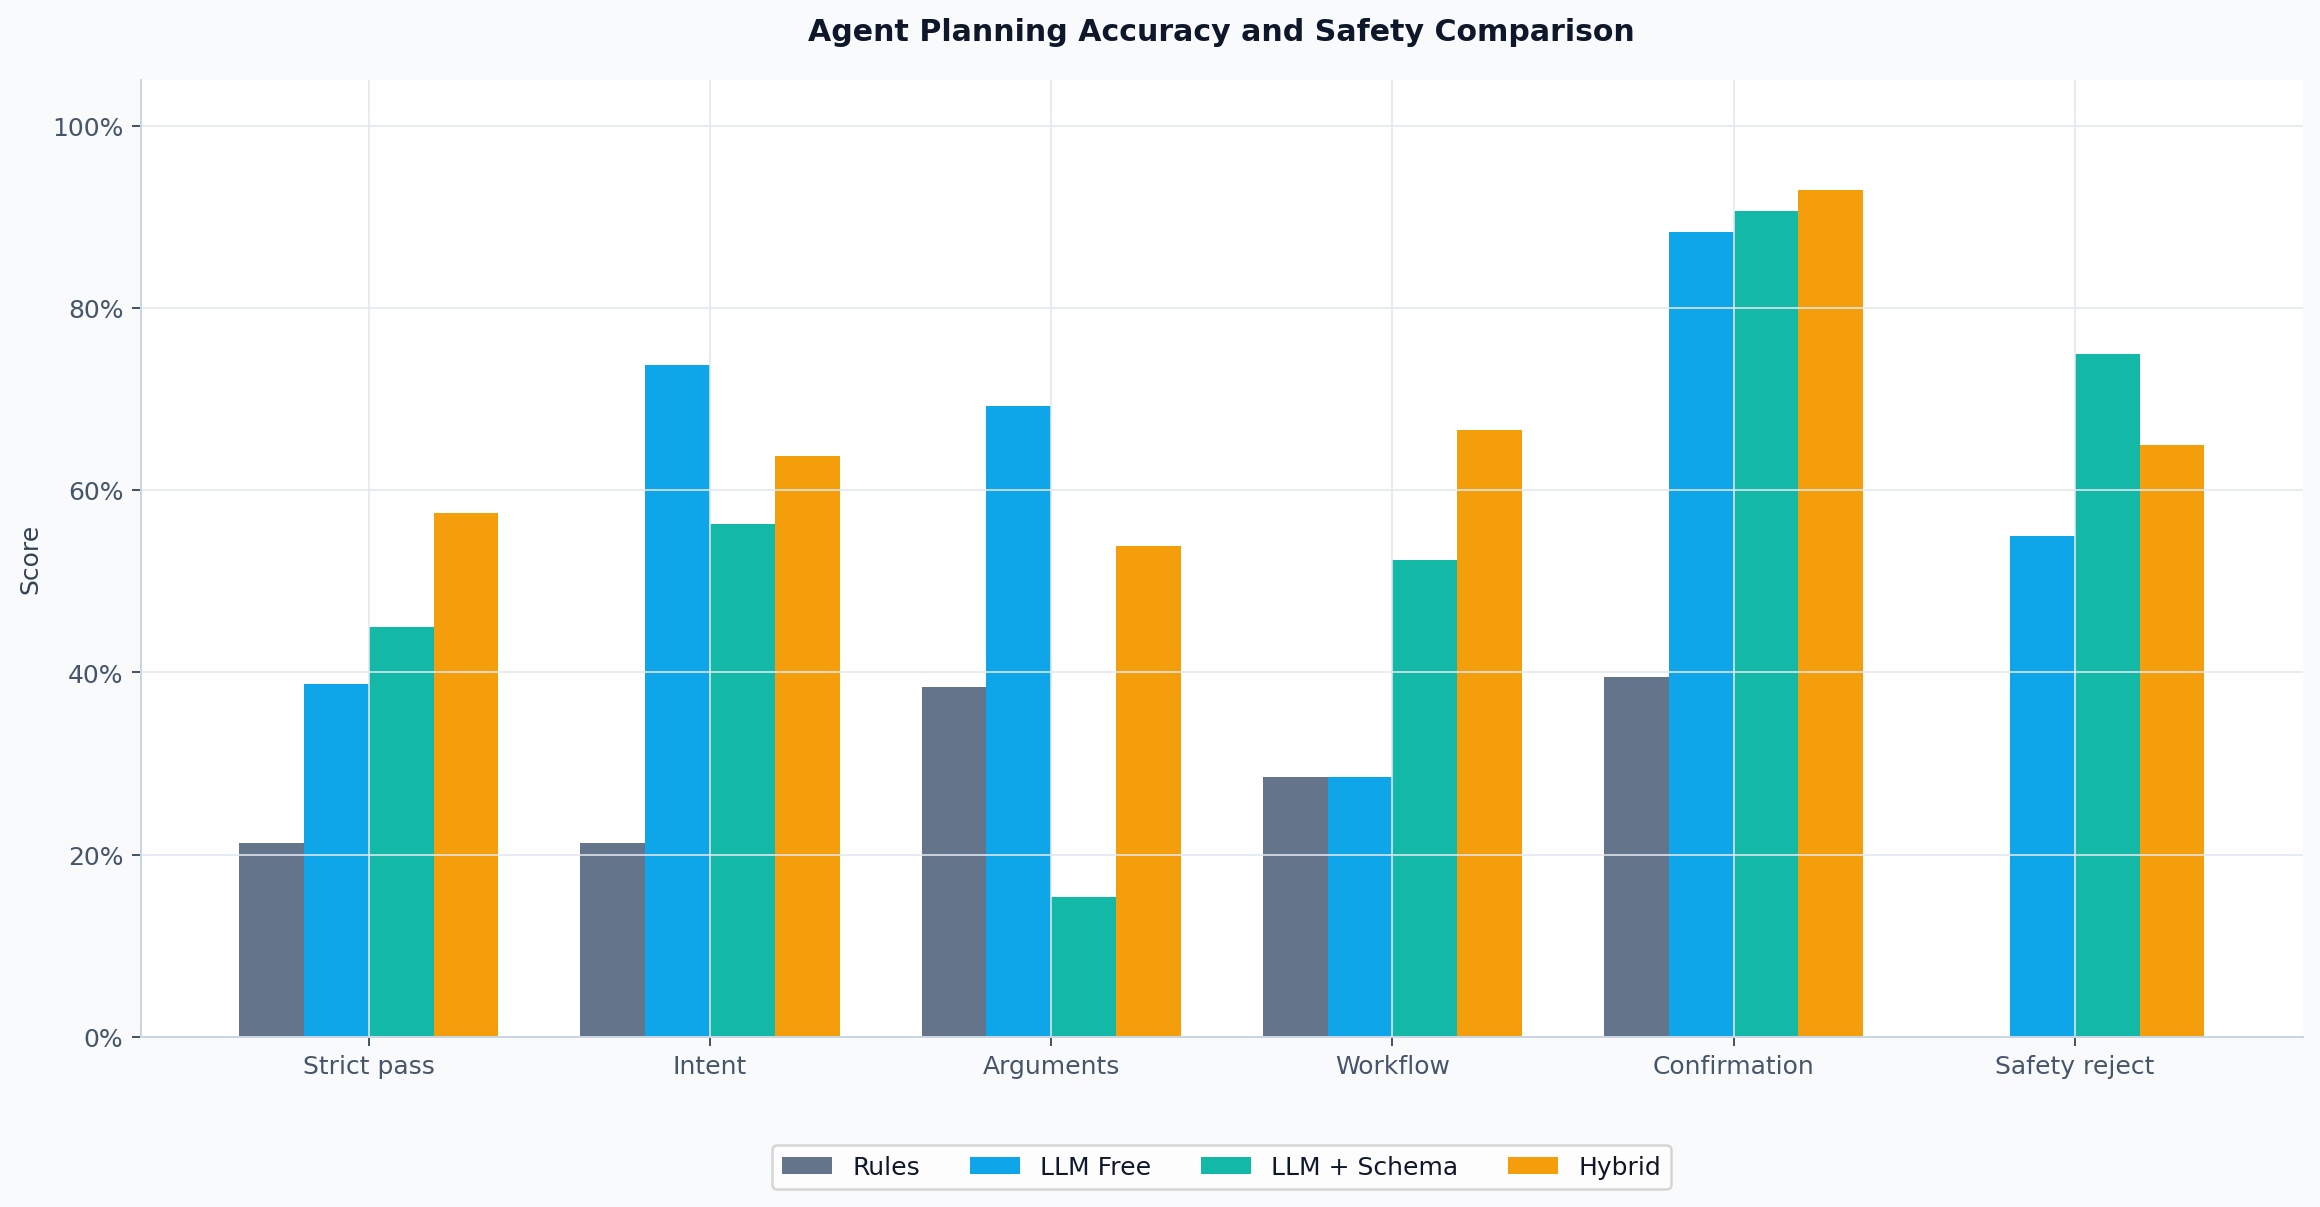 Agent Planning Accuracy and Safety Comparison
100%
80%
60%
40%
20%
0%
Score
Strict pass Intent Arguments Workflow Confirmation Safety reject
Rules LLM Free LLM + Schema Hybrid